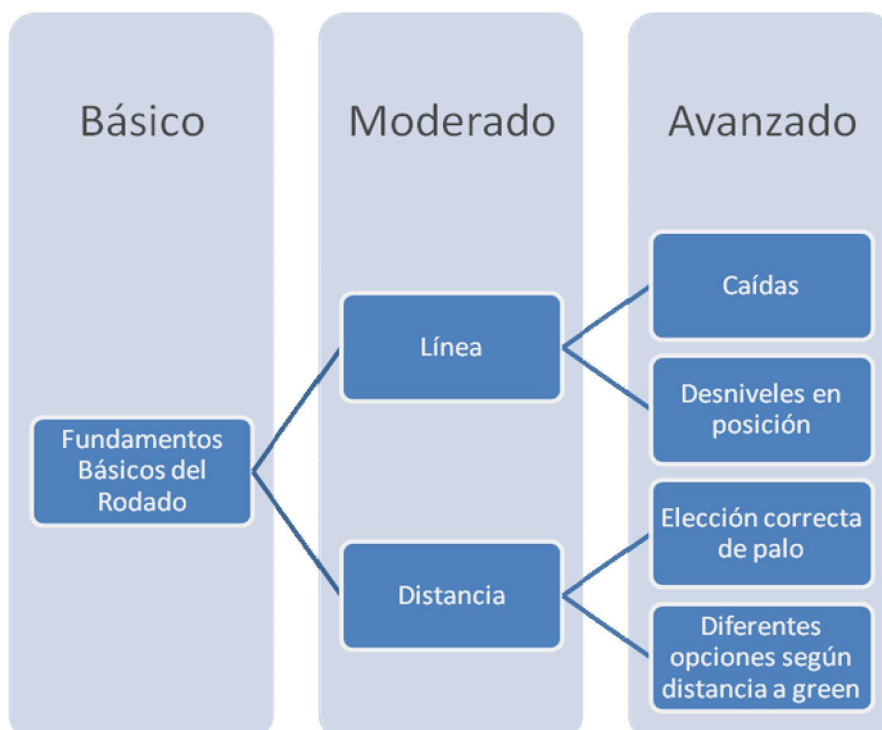 Básico
Moderado
Avanzado
Fundamentos
Básicos del
Rodado
Línea
Distancia
Caídas
Desniveles en
posición
Elección correcta
de palo
Diferentes
opciones según
distancia a green